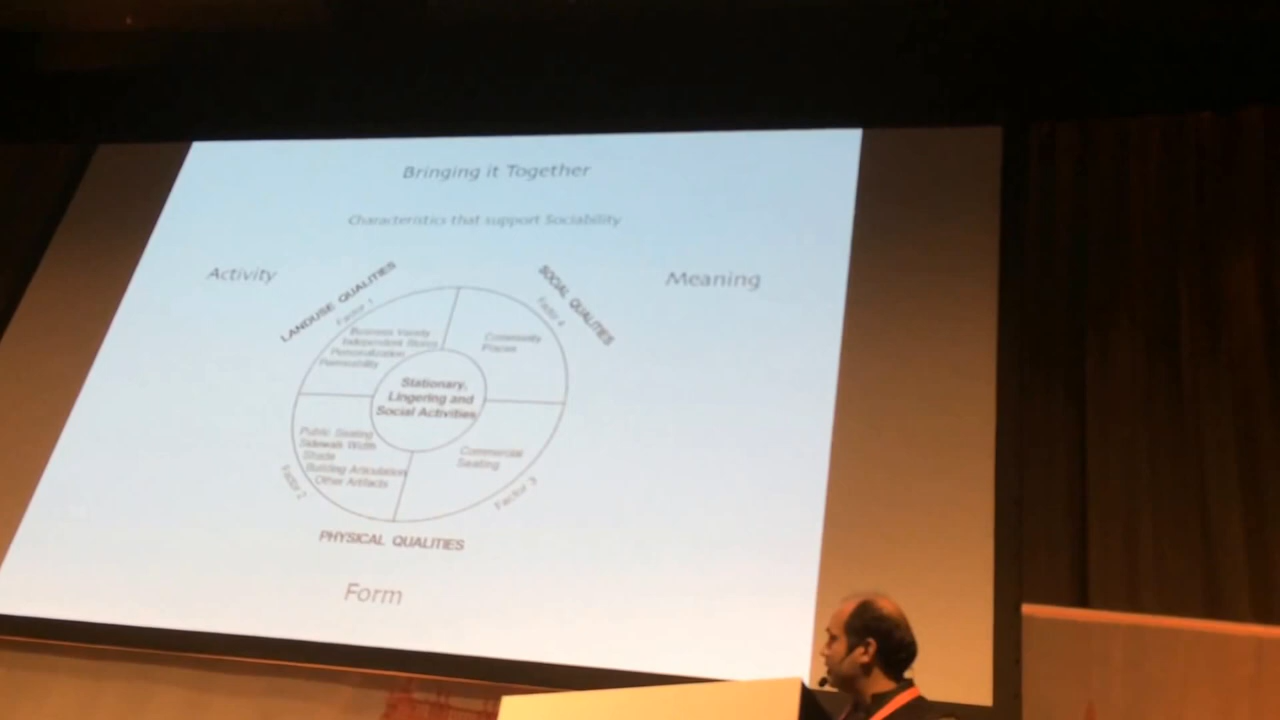 Bringing it Together
Characteristics that support Sociability
Activity
Meaning
LANDUSE QUALITIES
Factor 1
SOCIAL QUALITIES
Factor 4
Business Variety
Independent Stores
Personalization
Permeability
Community
Places
Stationary,
Lingering and
Social Activities
Public Seating
Sidewalk Width
Shade
Building Articulation
Other Artifacts
Factor 2
Commercial
Seating
Factor 3
PHYSICAL QUALITIES
Form